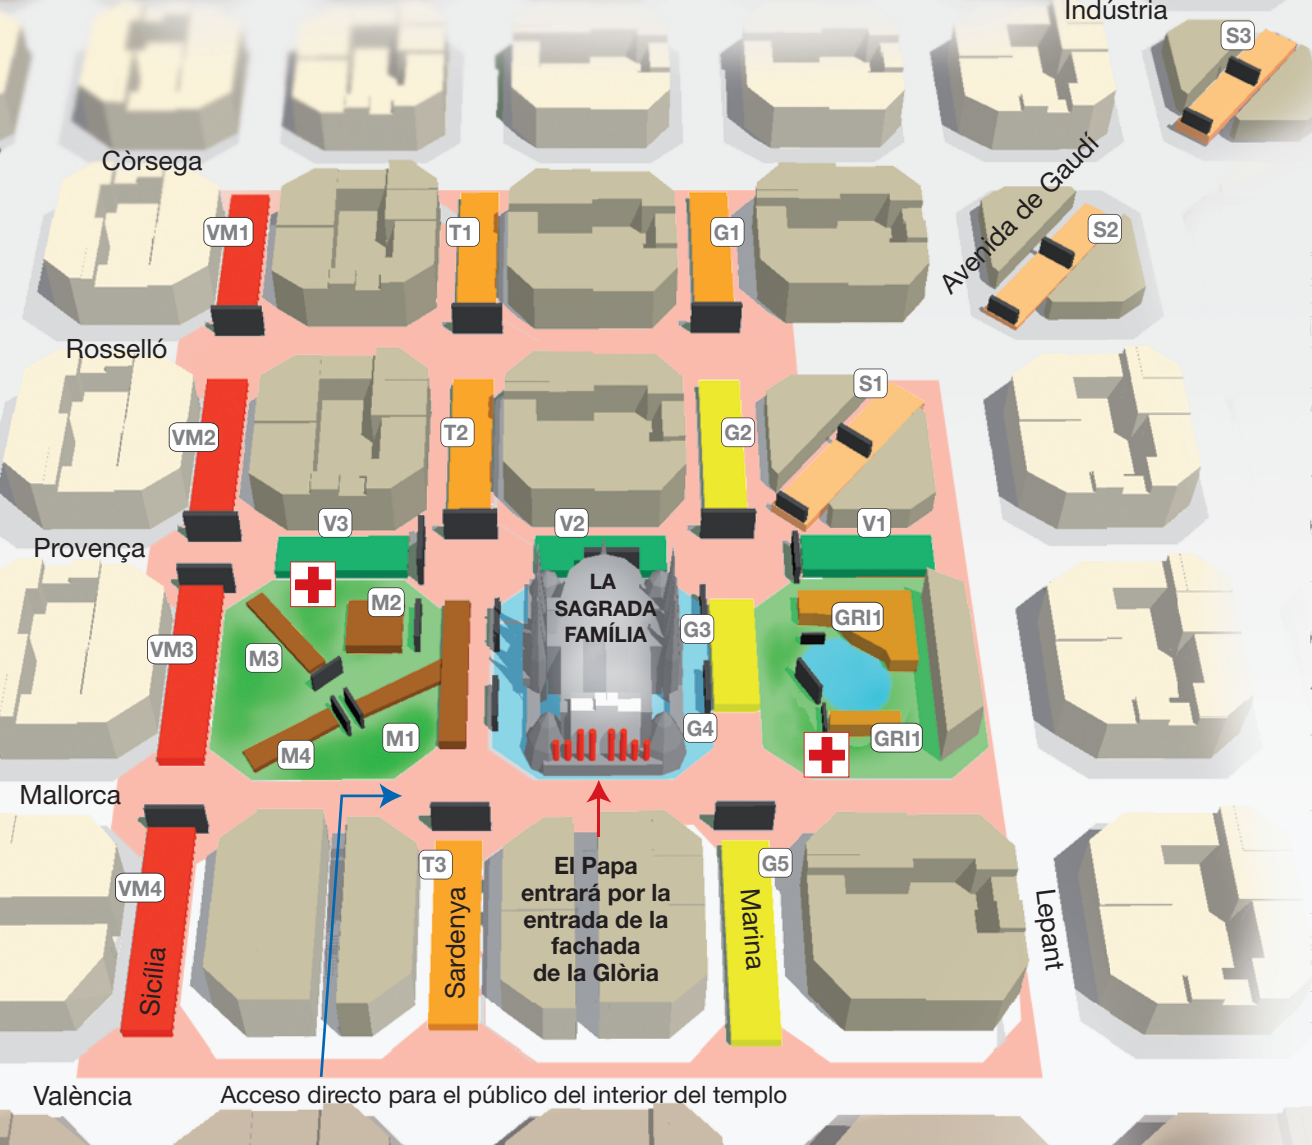 Indústria
S3
Còrsega
Avenida de Gaudí
VM1
T1
G1
S2
Rosselló
S1
VM2
T2
G2
V3
V2
V1
Provença
LA
SAGRADA
FAMÍLIA
M2
GRI1
G3
VM3
M3
G4
M1
GRI1
M4
Mallorca
T3
G5
El Papa
entrará por la
entrada de la
fachada
de la Glòria
VM4
Sicília
Sardenya
Marina
Lepant
València
Acceso directo para el público del interior del templo